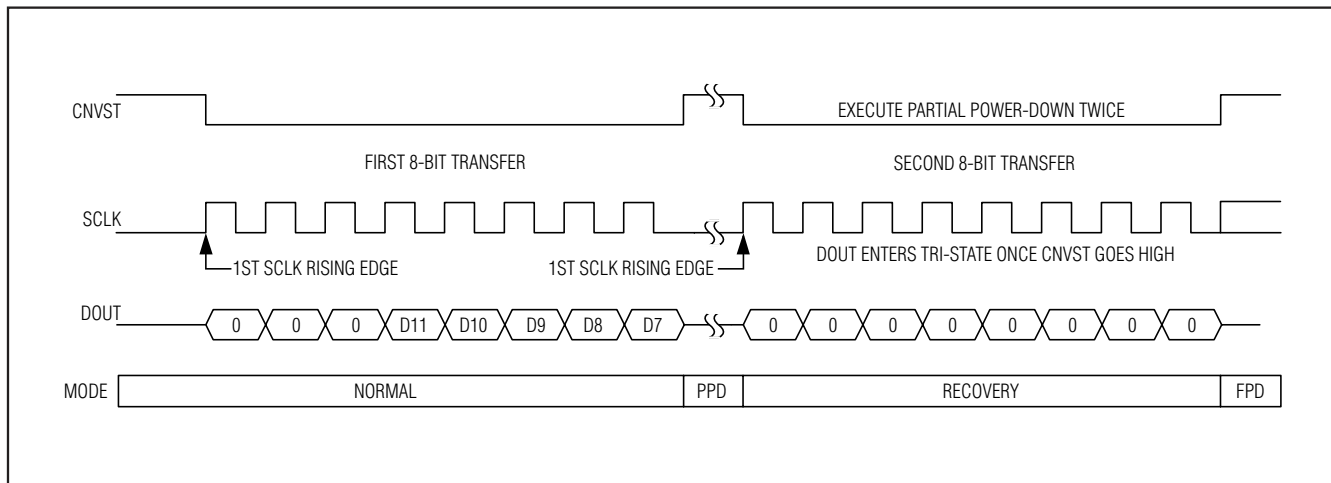 CNVST
EXECUTE PARTIAL POWER-DOWN TWICE
FIRST 8-BIT TRANSFER
SECOND 8-BIT TRANSFER
SCLK
1ST SCLK RISING EDGE
1ST SCLK RISING EDGE
DOUT ENTERS TRI-STATE ONCE CNVST GOES HIGH
DOUT
0 0 0 D11 D10 D9 D8 D7
0 0 0 0 0 0 0 0
MODE
NORMAL
PPD
RECOVERY
FPD